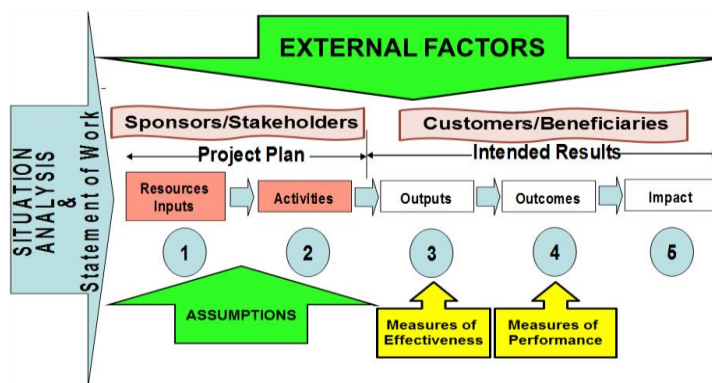 EXTERNAL FACTORS
SITUATION
ANALYSIS
&
Statement of Work
Sponsors/Stakeholders
Customers/Beneficiaries
Project Plan
Intended Results
Resources
Inputs
Activities
Outputs
Outcomes
Impact
1
2
3
4
5
ASSUMPTIONS
Measures of
Effectiveness
Measures of
Performance